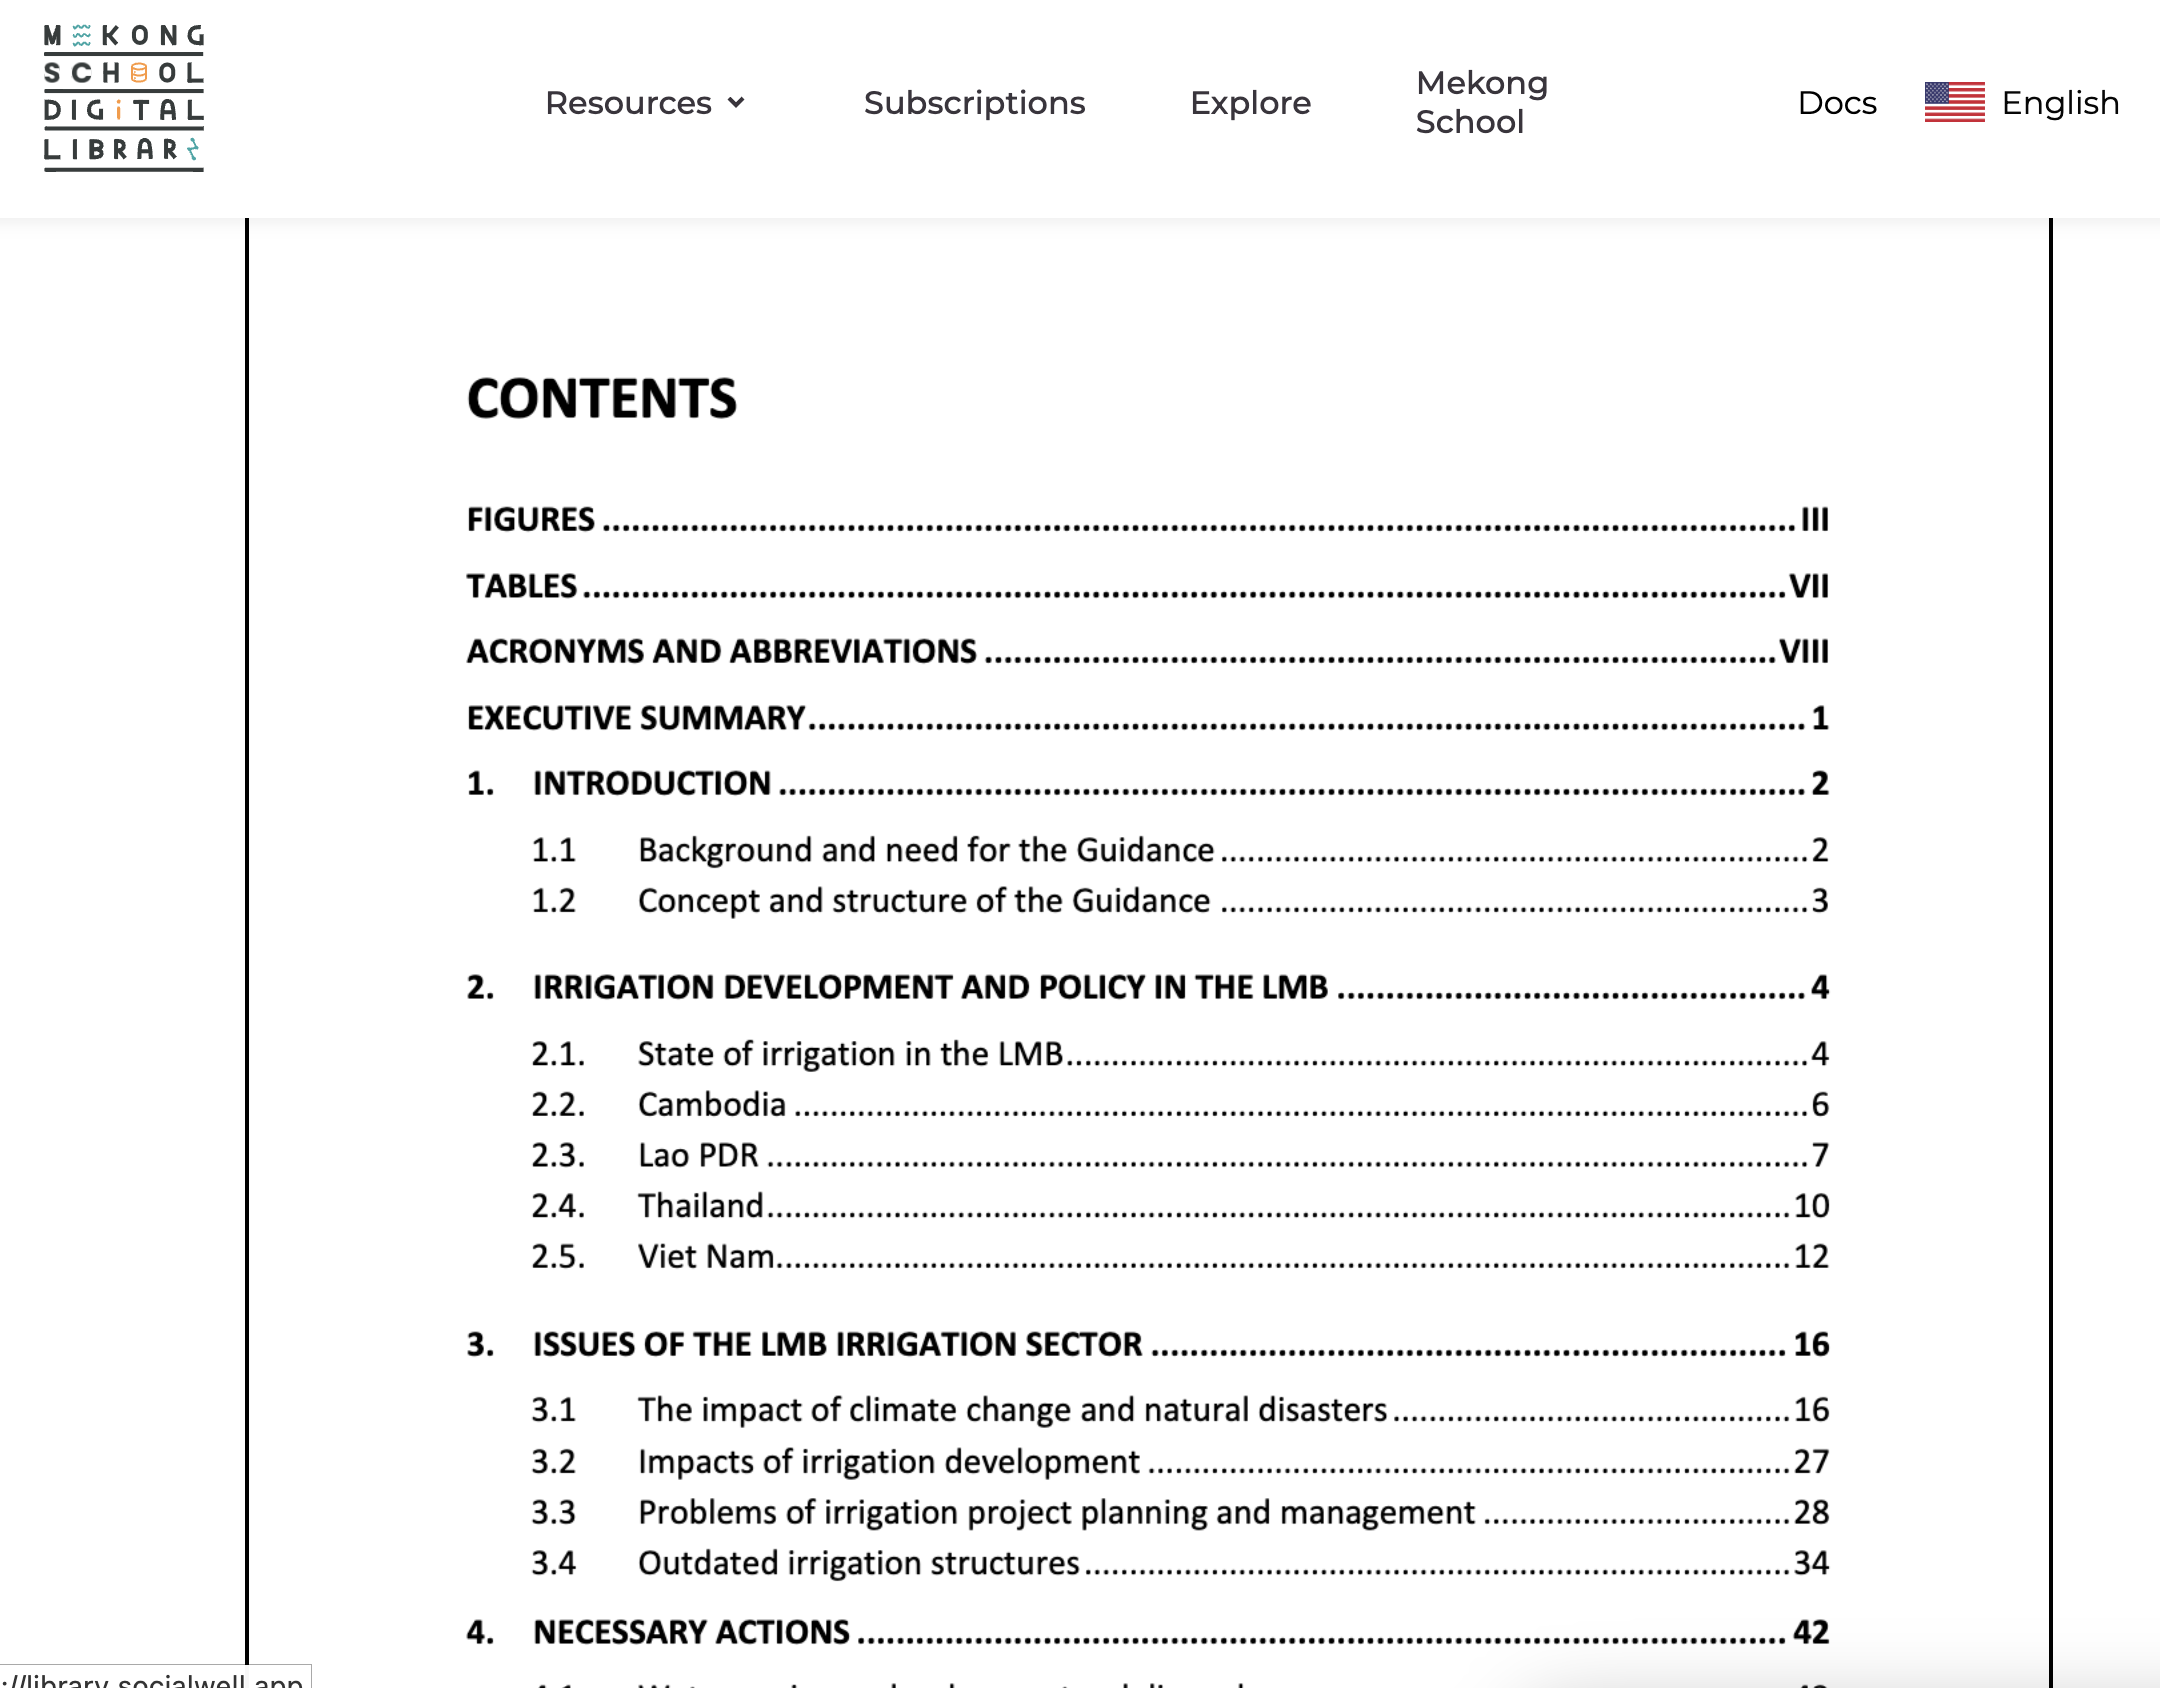 MEKONG
SCHOOL
DIGITAL
LIBRARY
Resources
Subscriptions
Explore
Mekong
School
Docs
English
CONTENTS
FIGURES ........................................ III
TABLES ........................................ VII
ACRONYMS AND ABBREVIATIONS ........................................ VIII
EXECUTIVE SUMMARY ........................................ 1
1. INTRODUCTION ........................................ 2
1.1 Background and need for the Guidance ........................................ 2
1.2 Concept and structure of the Guidance ........................................ 3
2. IRRIGATION DEVELOPMENT AND POLICY IN THE LMB ........................................ 4
2.1. State of irrigation in the LMB ........................................ 4
2.2. Cambodia ........................................ 6
2.3. Lao PDR ........................................ 7
2.4. Thailand ........................................ 10
2.5. Viet Nam ........................................ 12
3. ISSUES OF THE LMB IRRIGATION SECTOR ........................................ 16
3.1 The impact of climate change and natural disasters ........................................ 16
3.2 Impacts of irrigation development ........................................ 27
3.3 Problems of irrigation project planning and management ........................................ 28
3.4 Outdated irrigation structures ........................................ 34
4. NECESSARY ACTIONS ........................................ 42
://library.socialwell.app